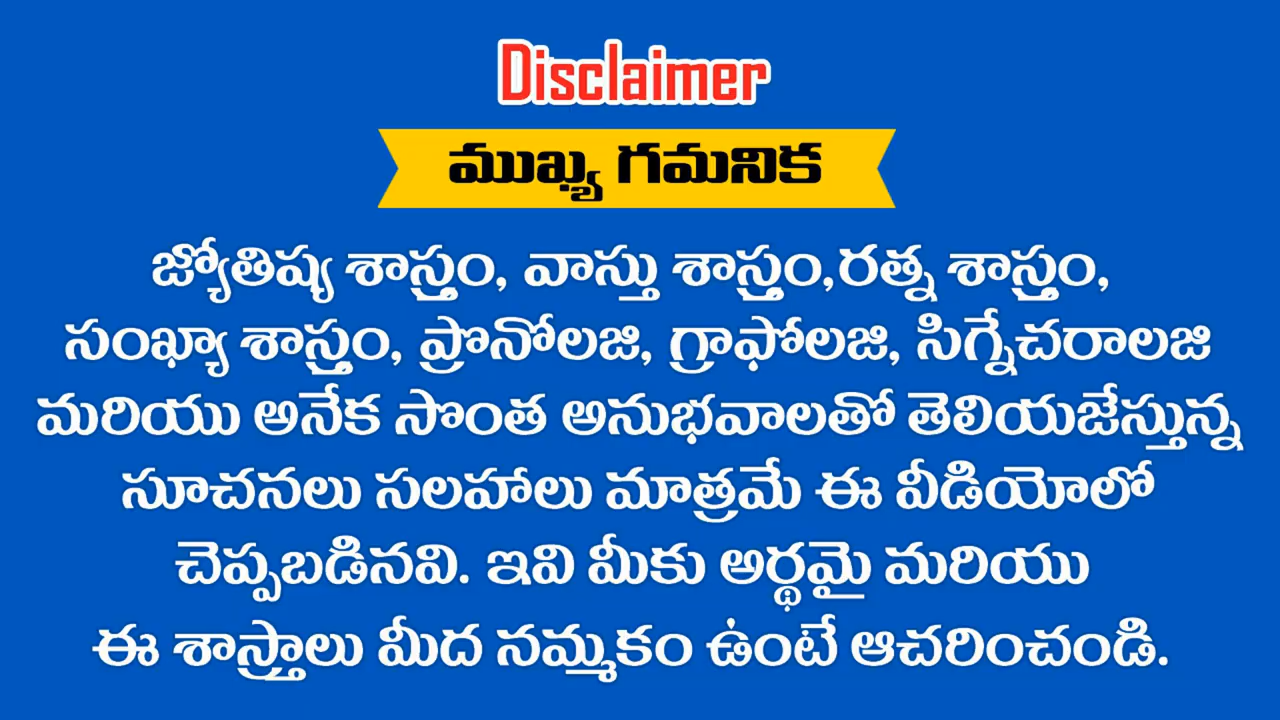 Disclaimer
ముఖ్య గమనిక
జ్యోతిష్య శాస్త్రం, వాస్తు శాస్త్రం,రత్న శాస్త్రం,
సంఖ్యా శాస్త్రం, ప్రొనోలజి, గ్రాఫోలజి, సిగ్నేచరాలజి
మరియు అనేక సొంత అనుభవాలతో తెలియజేస్తున్న
సూచనలు సలహాలు మాత్రమే ఈ వీడియోలో
చెప్పబడినవి. ఇవి మీకు అర్థమై మరియు
ఈ శాస్త్రాలు మీద నమ్మకం ఉంటే ఆచరించండి.